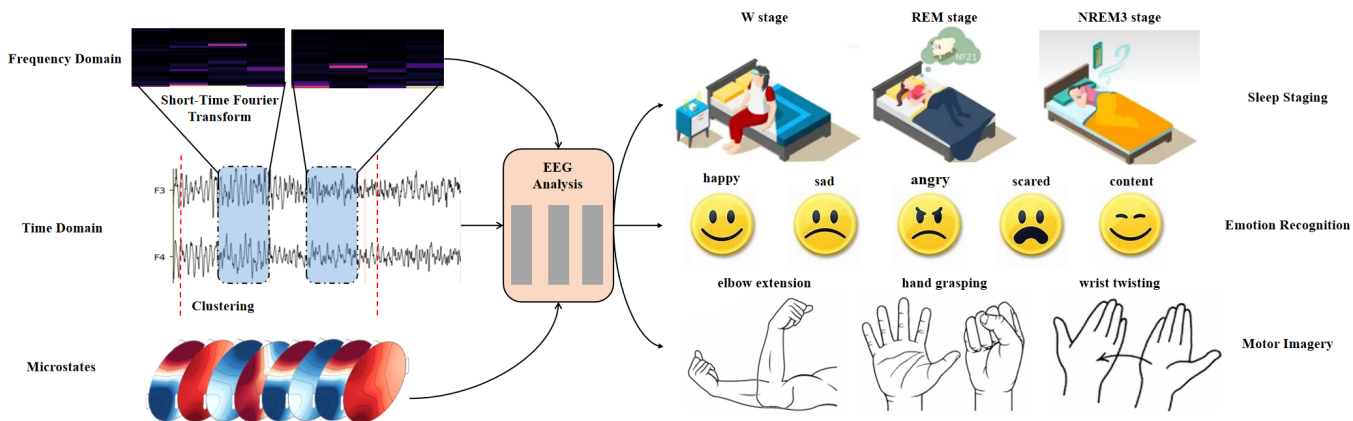 W stage
REM stage
NREM3 stage
Frequency Domain
Nº21
Short-Time Fourier
Transform
Sleep Staging
EEG
Analysis
happy
sad
angry
scared
content
F3
Time Domain
F4
Emotion Recognition
Clustering
elbow extension
hand grasping
wrist twisting
Microstates
Motor Imagery